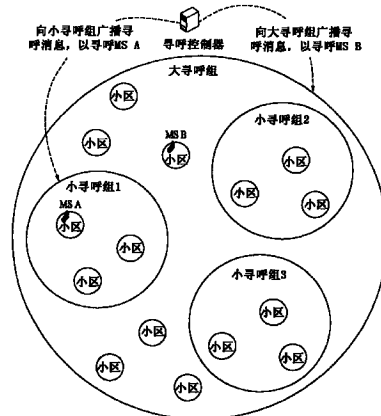 向小寻呼组广播寻
呼消息，以寻呼MS A
寻呼控制器
向大寻呼组广播寻
呼消息，以寻呼MS B
大寻呼组
小区
小区
MS B
小区
小寻呼组2
小区
小区
小区
小寻呼组1
MS A
小区
小区
小区
小寻呼组3
小区
小区
小区
小区
小区
小区